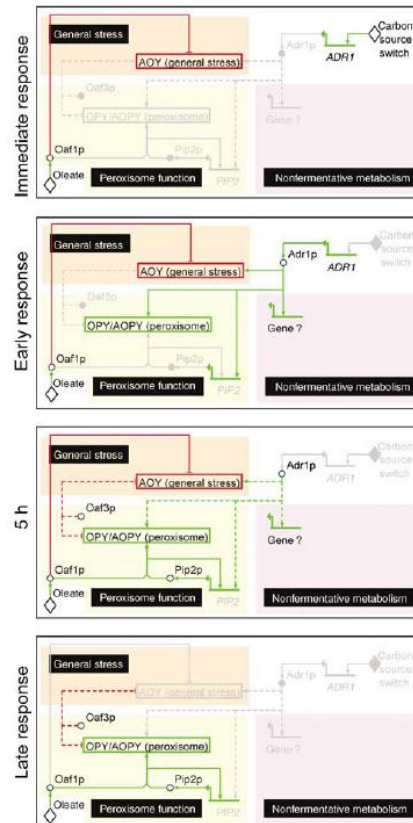 Immediate response
General stress
AOY (general stress)
Adr1p
ADR1
Carbon
source
switch
Oaf3p
OPY/AOPY (peroxisome)
Gene ?
Oaf1p
Pip2p
PIP2
Oleate
Peroxisome function
Nonfermentative metabolism
Early response
General stress
AOY (general stress)
Adr1p
ADR1
Carbon
source
switch
Oaf3p
OPY/AOPY (peroxisome)
Gene ?
Oaf1p
Pip2p
PIP2
Oleate
Peroxisome function
Nonfermentative metabolism
5 h
General stress
AOY (general stress)
Adr1p
ADR1
Carbon
source
switch
Oaf3p
OPY/AOPY (peroxisome)
Gene ?
Oaf1p
Pip2p
PIP2
Oleate
Peroxisome function
Nonfermentative metabolism
Late response
General stress
AOY (general stress)
Adr1p
ADR1
Carbon
source
switch
Oaf3p
OPY/AOPY (peroxisome)
Gene ?
Oaf1p
Pip2p
PIP2
Oleate
Peroxisome function
Nonfermentative metabolism